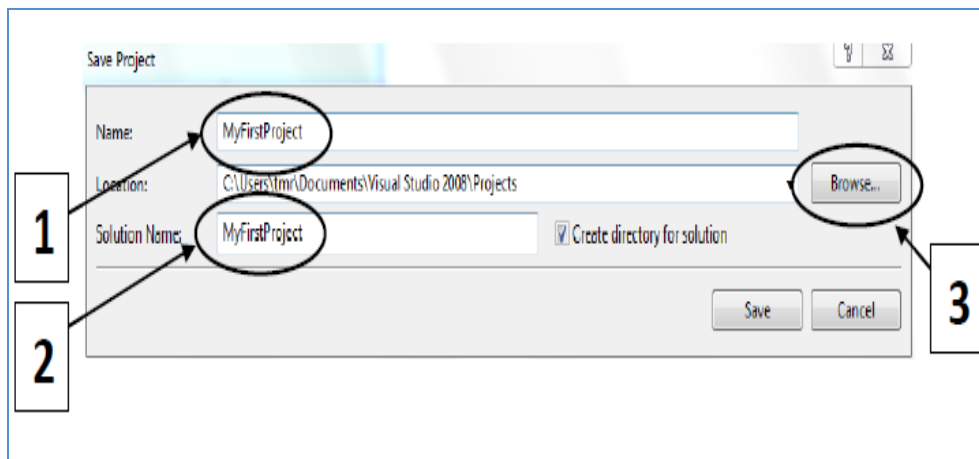 Save Project
Name: MyFirstProject
Location: C:\Users\tmr\Documents\Visual Studio 2008\Projects Browse...
Solution Name: MyFirstProject Create directory for solution
Save Cancel
1
2
3